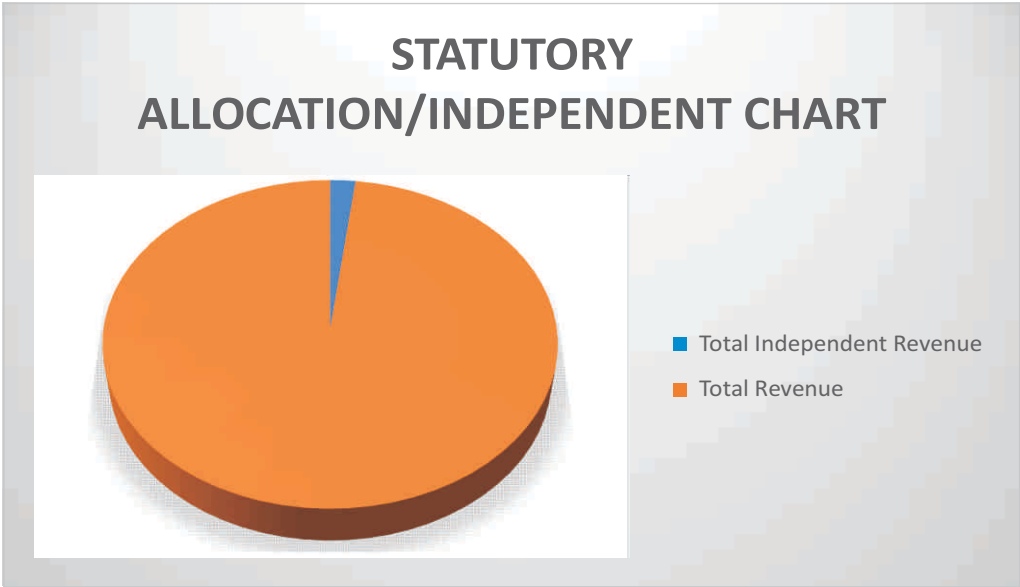 STATUTORY
ALLOCATION/INDEPENDENT CHART
Total Independent Revenue
Total Revenue